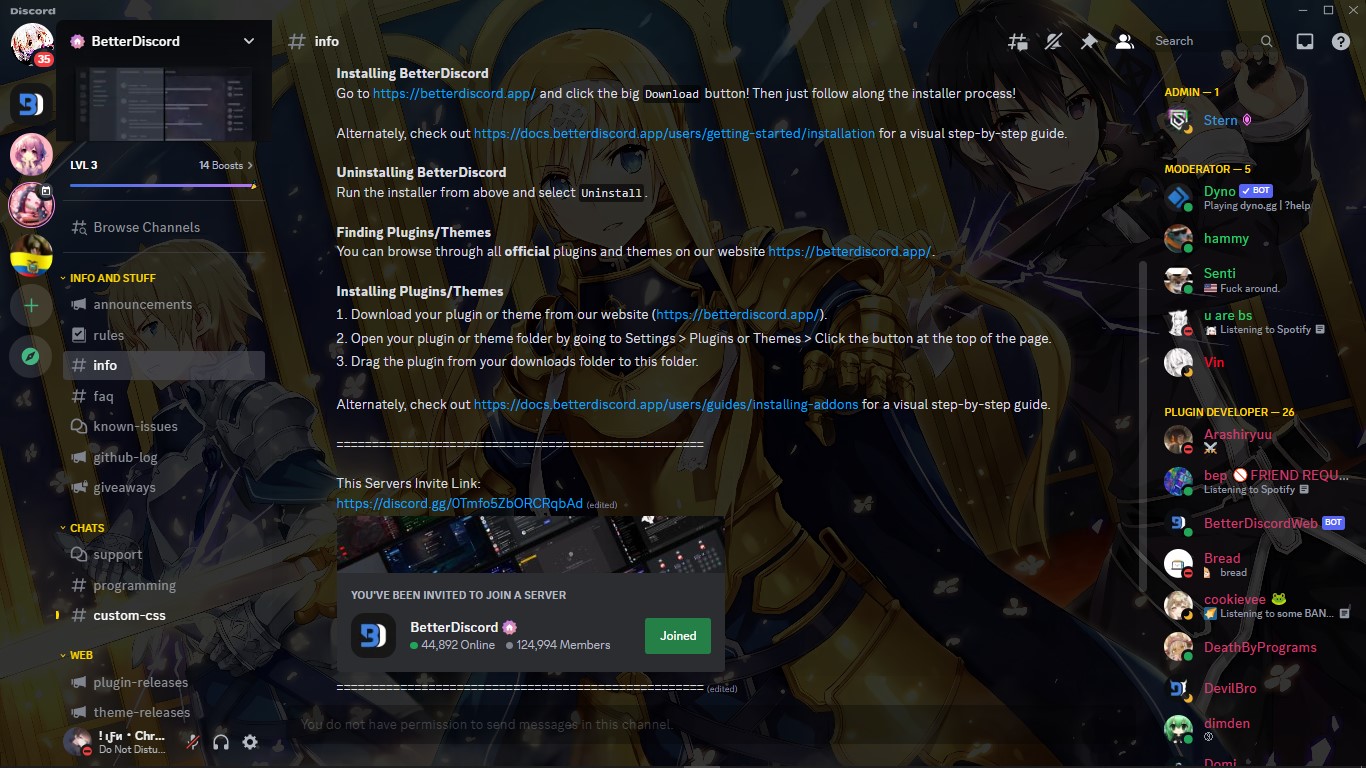 Discord
35
BetterDiscord
LVL 3
14 Boosts
Browse Channels
INFO AND STUFF
announcements
rules
info
faq
known-issues
github-log
giveaways
CHATS
support
programming
custom-css
WEB
plugin-releases
theme-releases
Chr...
Do Not Distu...
info
Search
Installing BetterDiscord
Go to https://betterdiscord.app/ and click the big Download button! Then just follow along the installer process!
Alternately, check out https://docs.betterdiscord.app/users/getting-started/installation for a visual step-by-step guide.
Uninstalling BetterDiscord
Run the installer from above and select Uninstall.
Finding Plugins/Themes
You can browse through all official plugins and themes on our website https://betterdiscord.app/.
Installing Plugins/Themes
1. Download your plugin or theme from our website (https://betterdiscord.app/).
2. Open your plugin or theme folder by going to Settings > Plugins or Themes > Click the button at the top of the page.
3. Drag the plugin from your downloads folder to this folder.
Alternately, check out https://docs.betterdiscord.app/users/guides/installing-addons for a visual step-by-step guide.
This Servers Invite Link:
https://discord.gg/0Tmfo5ZbORCRqbAd (edited)
YOU'VE BEEN INVITED TO JOIN A SERVER
BetterDiscord
44,892 Online 124,994 Members
Joined
(edited)
You do not have permission to send messages in this channel.
ADMIN — 1
Stern
MODERATOR — 5
Dyno BOT
Playing dyno.gg | ?help
hammy
Senti
Fuck around.
u are bs
Listening to Spotify
Vin
PLUGIN DEVELOPER — 26
Arashiryuu
bep 🚫 FRIEND REQU...
Listening to Spotify
BetterDiscordWeb BOT
Bread
bread
cookievee
Listening to some BAN...
DeathByPrograms
DevilBro
dimden
Domi